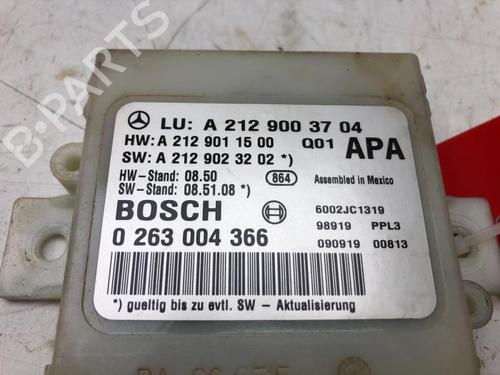 LU: A 212 900 37 04
HW: A 212 901 15 00 Q01 APA
SW: A 212 902 32 02 *)
HW-Stand: 08.50 864 Assembled in Mexico
SW-Stand: 08.51.08 *)
BOSCH 6002JC1319
0 263 004 366 98919 PPL3
090919 00813
*) gueltig bis zu evtl. SW - Aktualisierung